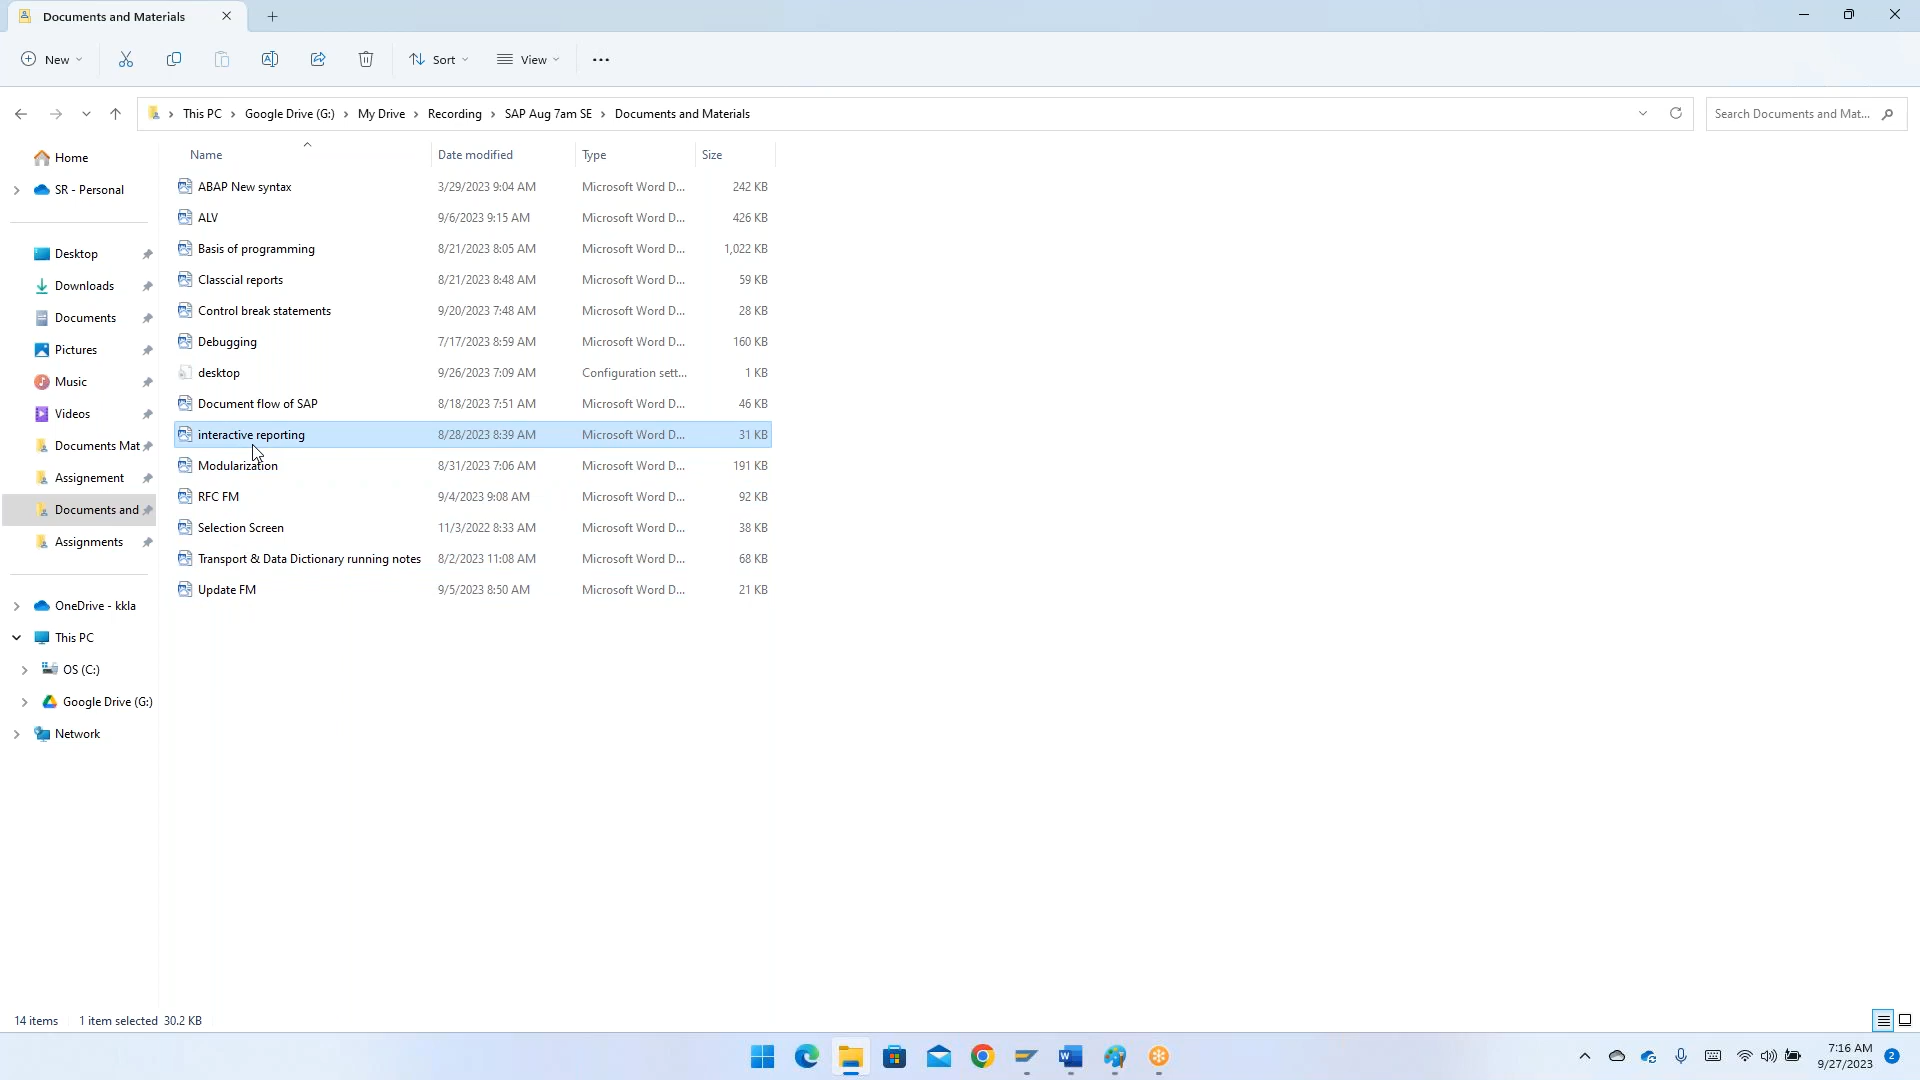 Documents and Materials
New
Sort
View
This PC > Google Drive (G:) > My Drive > Recording > SAP Aug 7am SE > Documents and Materials
Search Documents and Mat...
Home
SR - Personal
Desktop
Downloads
Documents
Pictures
Music
Videos
Documents Mat
Assignement
Documents and
Assignments
OneDrive - kkla
This PC
OS (C:)
Google Drive (G:)
Network
Name Date modified Type Size
ABAP New syntax 3/29/2023 9:04 AM Microsoft Word D... 242 KB
ALV 9/6/2023 9:15 AM Microsoft Word D... 426 KB
Basis of programming 8/21/2023 8:05 AM Microsoft Word D... 1,022 KB
Classcial reports 8/21/2023 8:48 AM Microsoft Word D... 59 KB
Control break statements 9/20/2023 7:48 AM Microsoft Word D... 28 KB
Debugging 7/17/2023 8:59 AM Microsoft Word D... 160 KB
desktop 9/26/2023 7:09 AM Configuration sett... 1 KB
Document flow of SAP 8/18/2023 7:51 AM Microsoft Word D... 46 KB
interactive reporting 8/28/2023 8:39 AM Microsoft Word D... 31 KB
Modularization 8/31/2023 7:06 AM Microsoft Word D... 191 KB
RFC FM 9/4/2023 9:08 AM Microsoft Word D... 92 KB
Selection Screen 11/3/2022 8:33 AM Microsoft Word D... 38 KB
Transport & Data Dictionary running notes 8/2/2023 11:08 AM Microsoft Word D... 68 KB
Update FM 9/5/2023 8:50 AM Microsoft Word D... 21 KB
14 items 1 item selected 30.2 KB
7:16 AM
9/27/2023
2